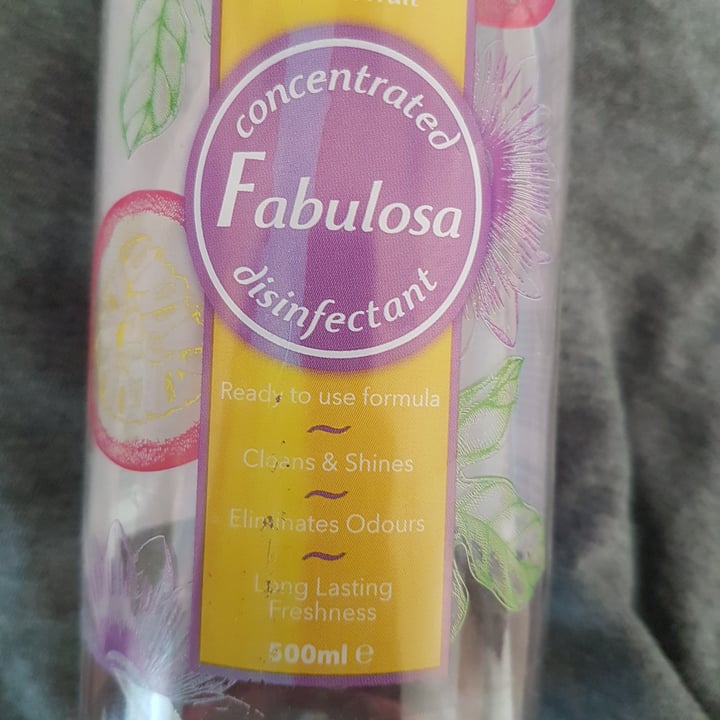 concentrated
Fabulosa
disinfectant
Ready to use formula
Cleans & Shines
Eliminates Odours
Long Lasting
Freshness
500ml e